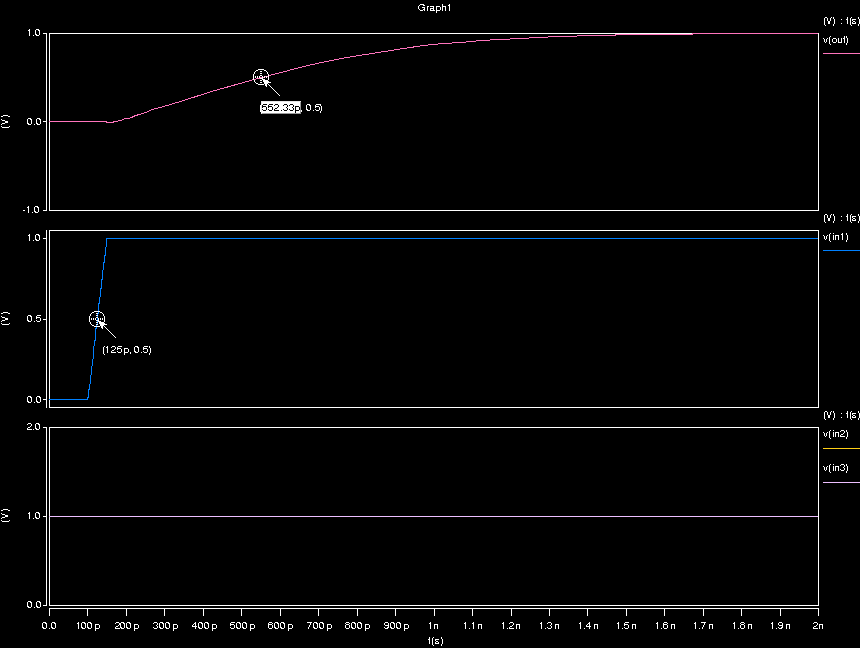 Graph1
(V) : t(s)
v(out)
1.0
0.0
-1.0
(V)
552.33p, 0.5)
(V) : t(s)
v(in1)
1.0
0.5
0.0
(V)
(125p, 0.5)
(V) : t(s)
v(in2)
v(in3)
2.0
1.0
0.0
(V)
0.0 100p 200p 300p 400p 500p 600p 700p 800p 900p 1n 1.1n 1.2n 1.3n 1.4n 1.5n 1.6n 1.7n 1.8n 1.9n 2n
t(s)